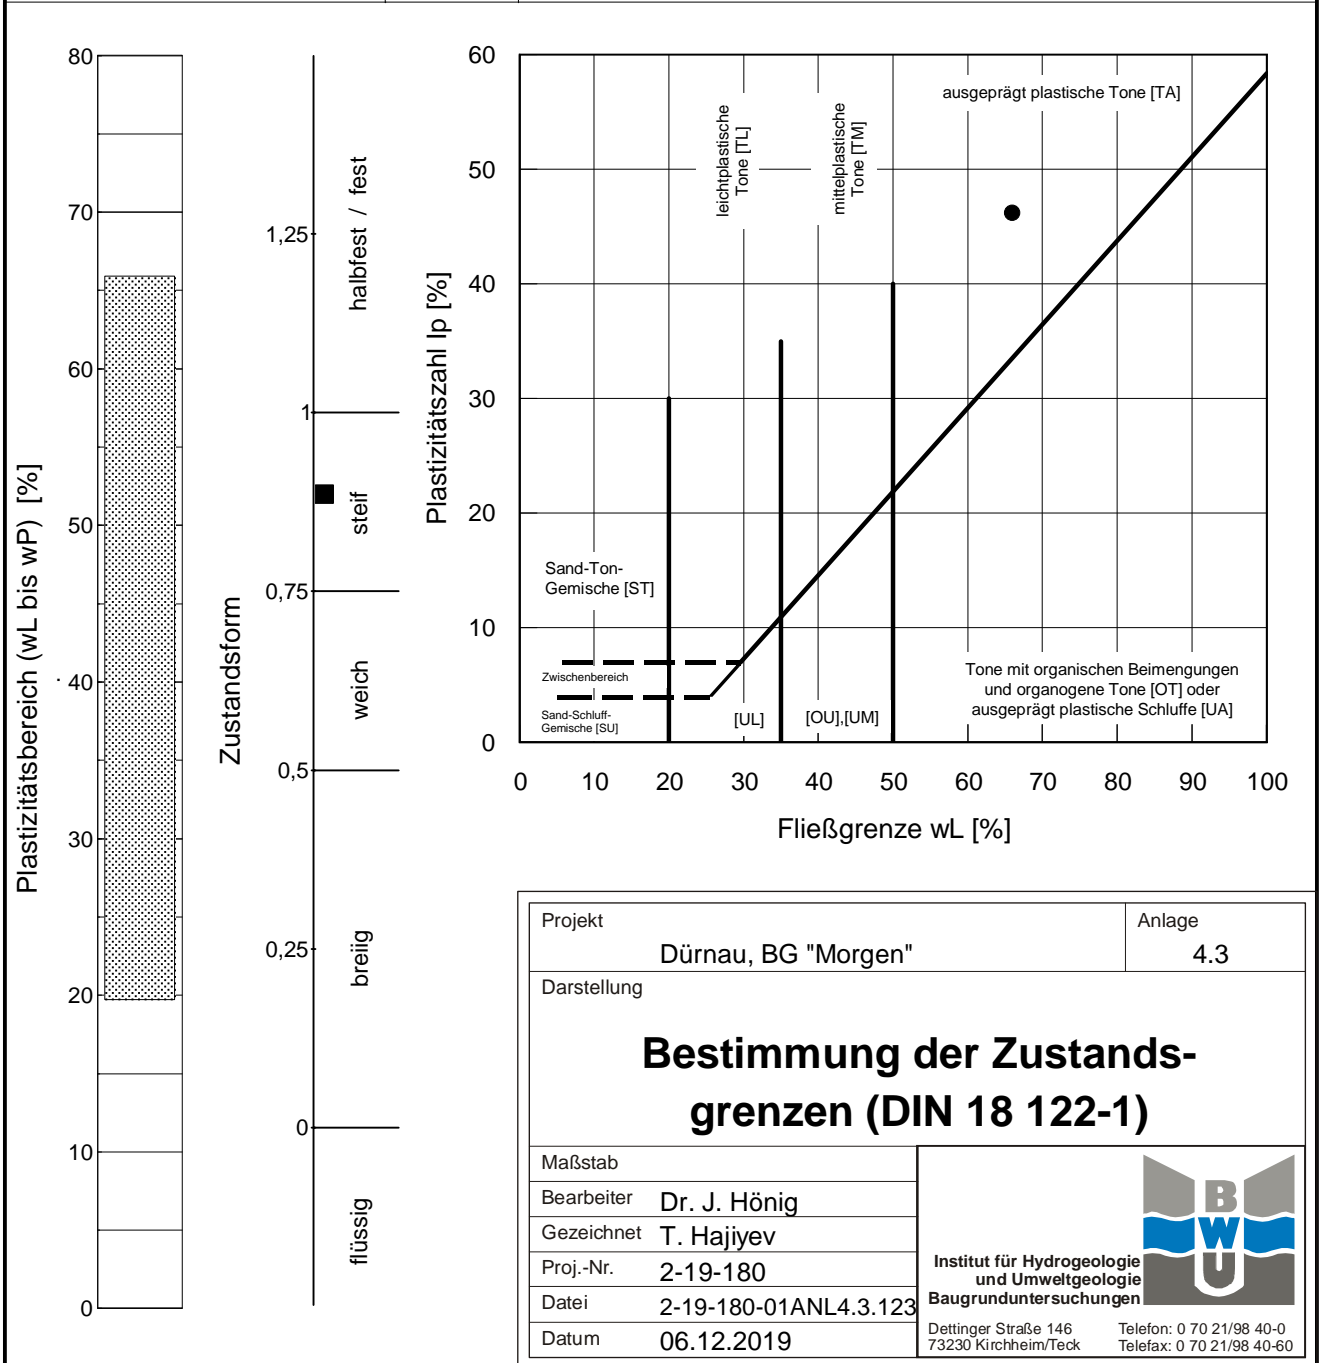 80
70
60
50
40
30
20
10
0
Plastizitätsbereich (wL bis wP) [%]
Zustandsform
1,25
1
0,75
0,5
0,25
0
halbfest / fest
steif
weich
breiig
flüssig
Plastizitätszahl Ip [%]
60
50
40
30
20
10
0
leichtplastische
Tone [TL]
mittelplastische
Tone [TM]
ausgeprägt plastische Tone [TA]
Sand-Ton-
Gemische [ST]
Zwischenbereich
Sand-Schluff-
Gemische [SU]
[UL]
[OU],[UM]
Tone mit organischen Beimengungen
und organogene Tone [OT] oder
ausgeprägt plastische Schluffe [UA]
0 10 20 30 40 50 60 70 80 90 100
Fließgrenze wL [%]
Projekt
Dürnau, BG "Morgen"
Anlage
4.3
Darstellung
Bestimmung der Zustands-
grenzen (DIN 18 122-1)
Maßstab
Bearbeiter Dr. J. Hönig
Gezeichnet T. Hajiyev
Proj.-Nr. 2-19-180
Datei 2-19-180-01ANL4.3.123
Datum 06.12.2019
BWU
Institut für Hydrogeologie
und Umweltgeologie
Baugrunduntersuchungen
Dettinger Straße 146 Telefon: 0 70 21/98 40-0
73230 Kirchheim/Teck Telefax: 0 70 21/98 40-60